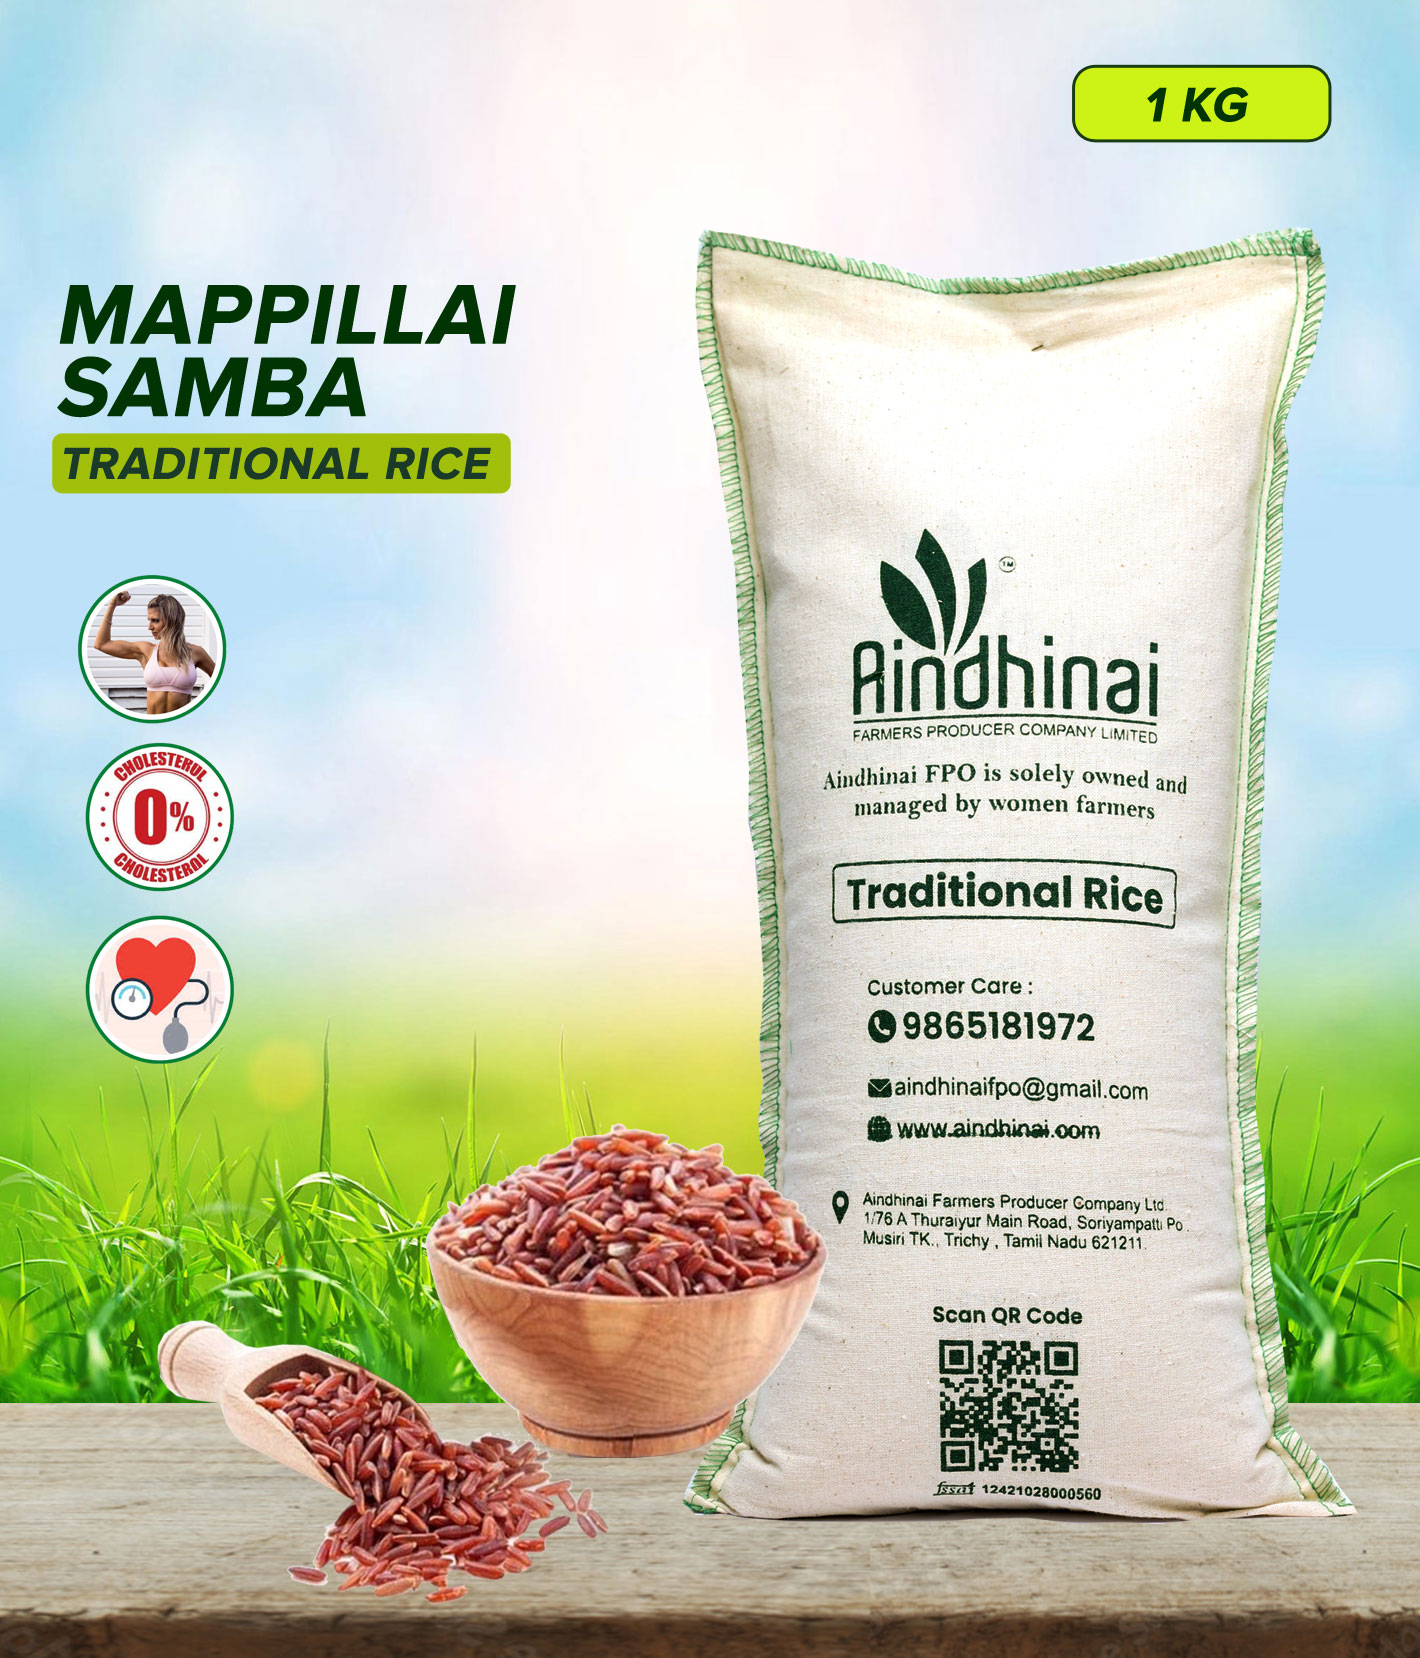 1 KG
MAPPILLAI
SAMBA
TRADITIONAL RICE
CHOLESTEROL
0%
CHOLESTEROL
TM
Aindhinai
FARMERS PRODUCER COMPANY LIMITED
Aindhinai FPO is solely owned and
managed by women farmers
Traditional Rice
Customer Care :
9865181972
aindhinaifpo@gmail.com
www.aindhinai.com
Aindhinai Farmers Producer Company Ltd.
1/76 A Thuraiyur Main Road, Soriyampatti Po.
Musiri TK., Trichy , Tamil Nadu 621211.
Scan QR Code
fssai 12421028000560